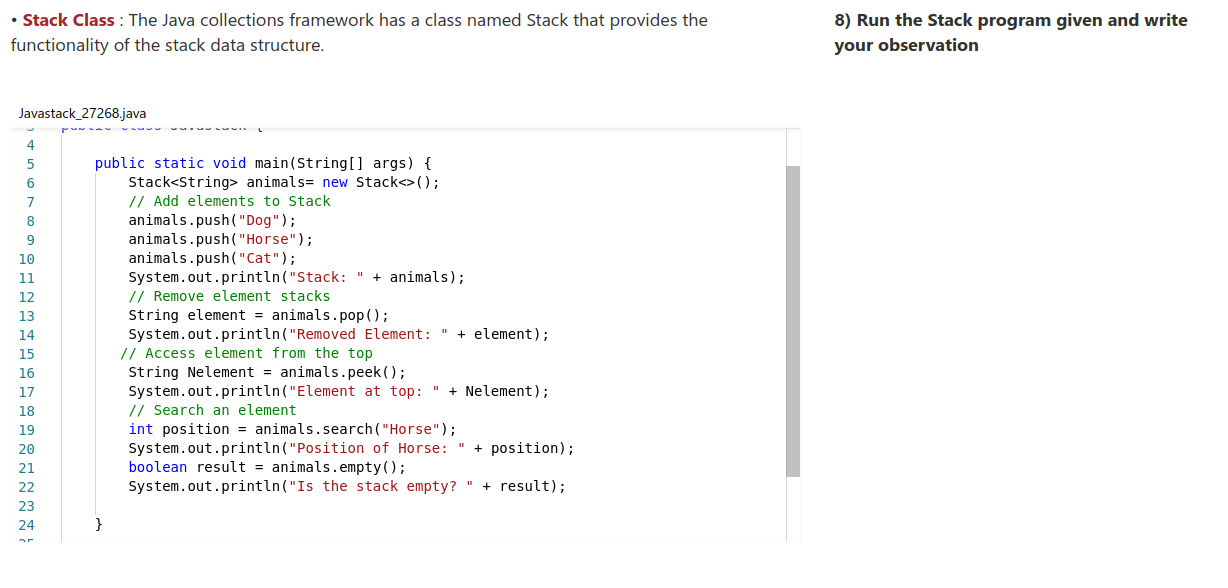 • Stack Class : The Java collections framework has a class named Stack that provides the
functionality of the stack data structure.
8) Run the Stack program given and write
your observation
Javastack_27268.java
4
5 public static void main(String[] args) {
6 Stack<String> animals= new Stack<>();
7 // Add elements to Stack
8 animals.push("Dog");
9 animals.push("Horse");
10 animals.push("Cat");
11 System.out.println("Stack: " + animals);
12 // Remove element stacks
13 String element = animals.pop();
14 System.out.println("Removed Element: " + element);
15 // Access element from the top
16 String Nelement = animals.peek();
17 System.out.println("Element at top: " + Nelement);
18 // Search an element
19 int position = animals.search("Horse");
20 System.out.println("Position of Horse: " + position);
21 boolean result = animals.empty();
22 System.out.println("Is the stack empty? " + result);
23
24 }